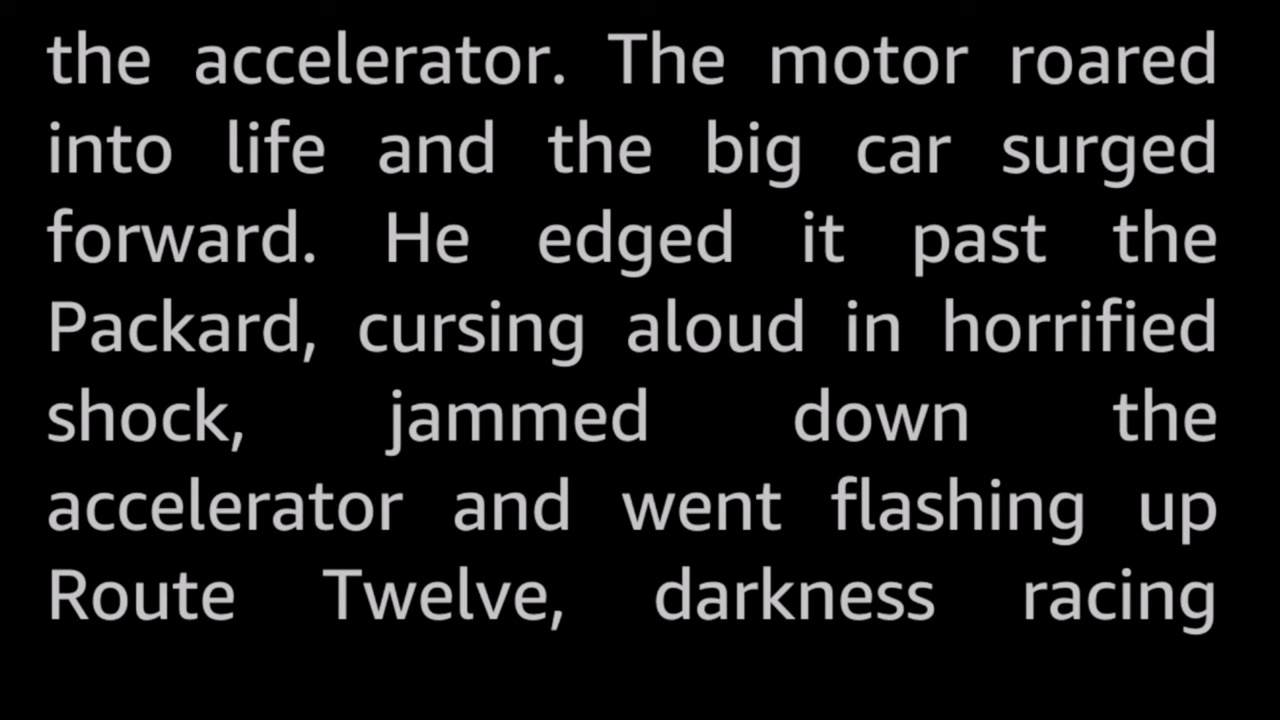 the accelerator. The motor roared
into life and the big car surged
forward. He edged it past the
Packard, cursing aloud in horrified
shock, jammed down the
accelerator and went flashing up
Route Twelve, darkness racing